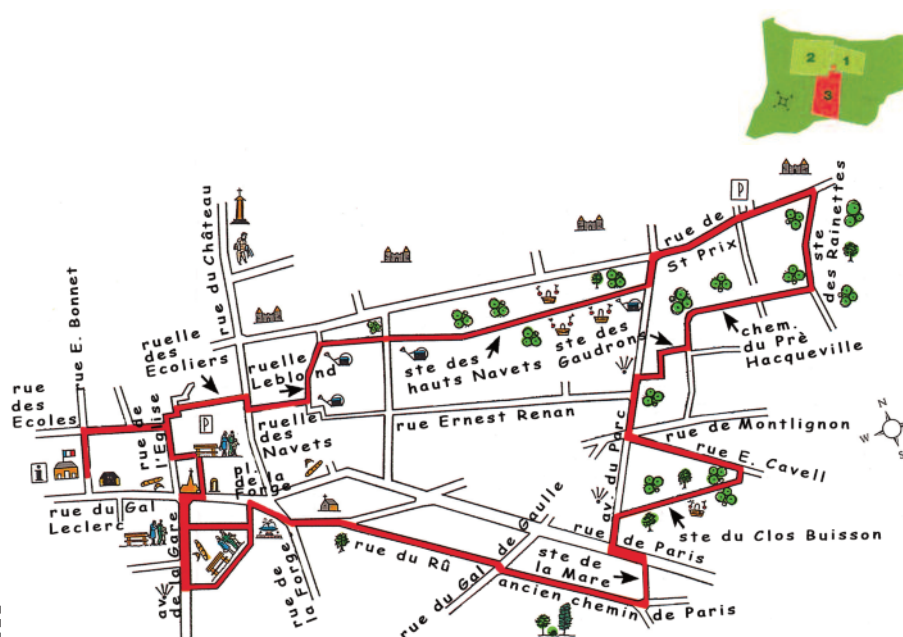 2
1
3
P
rue du Château
rue de
St Prix
ste
des Rainettes
rue E. Bonnet
ruelle
des
Ecoliers
ruelle
Leblond
ste des
hauts Navets
ste des
Gaudrons
chem.
du Prè
Hacqueville
rue
des
Ecoles
rue de
l'Eglise
P
ruelle
des
Navets
rue Ernest Renan
av. du Parc
rue de Montlignon
rue E. Cavell
N
W
S
i
pl.
de la
Forge
rue du Gal
Leclerc
av.
de la Gare
rue de
la Forge
rue du RÛ
rue du Gal de Gaulle
rue de Paris
ste du Clos Buisson
ste de
la Mare
ancien chemin de Paris